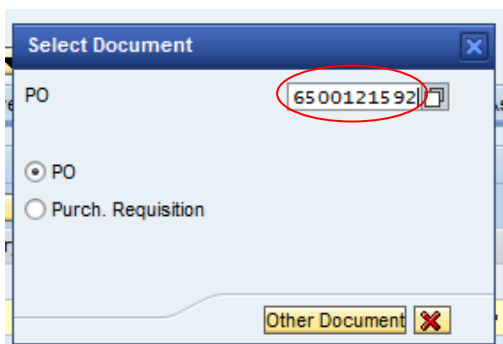 Select Document
PO 6500121592
PO
Purch. Requisition
Other Document